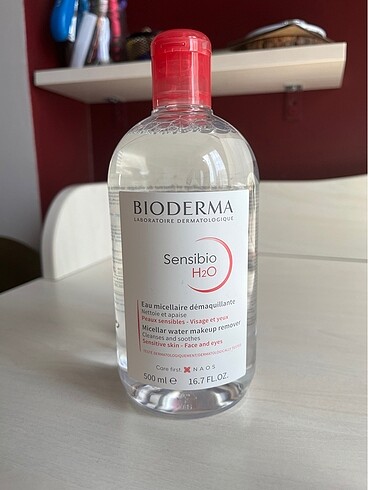 BIODERMA
LABORATOIRE DERMATOLOGIQUE
Sensibio
H2O
Eau micellaire démaquillante
Nettoie et apaise
Peaux sensibles - Visage et yeux
Micellar water makeup remover
Cleanses and soothes
Sensitive skin - Face and eyes
Care first NAOS
500 ml ℮ 16.7 FL.OZ.